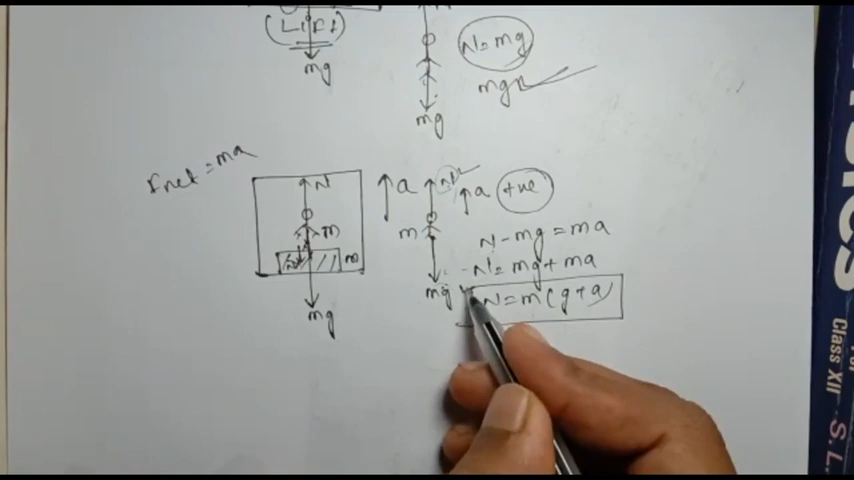 (Lift)
mg
mg
N=mg
mg
Fnet=ma
N
m
m
mg
a
a
+ve
m
mg
N-mg=ma
N=mg+ma
N=m(g+a)
Class XII
S.L.